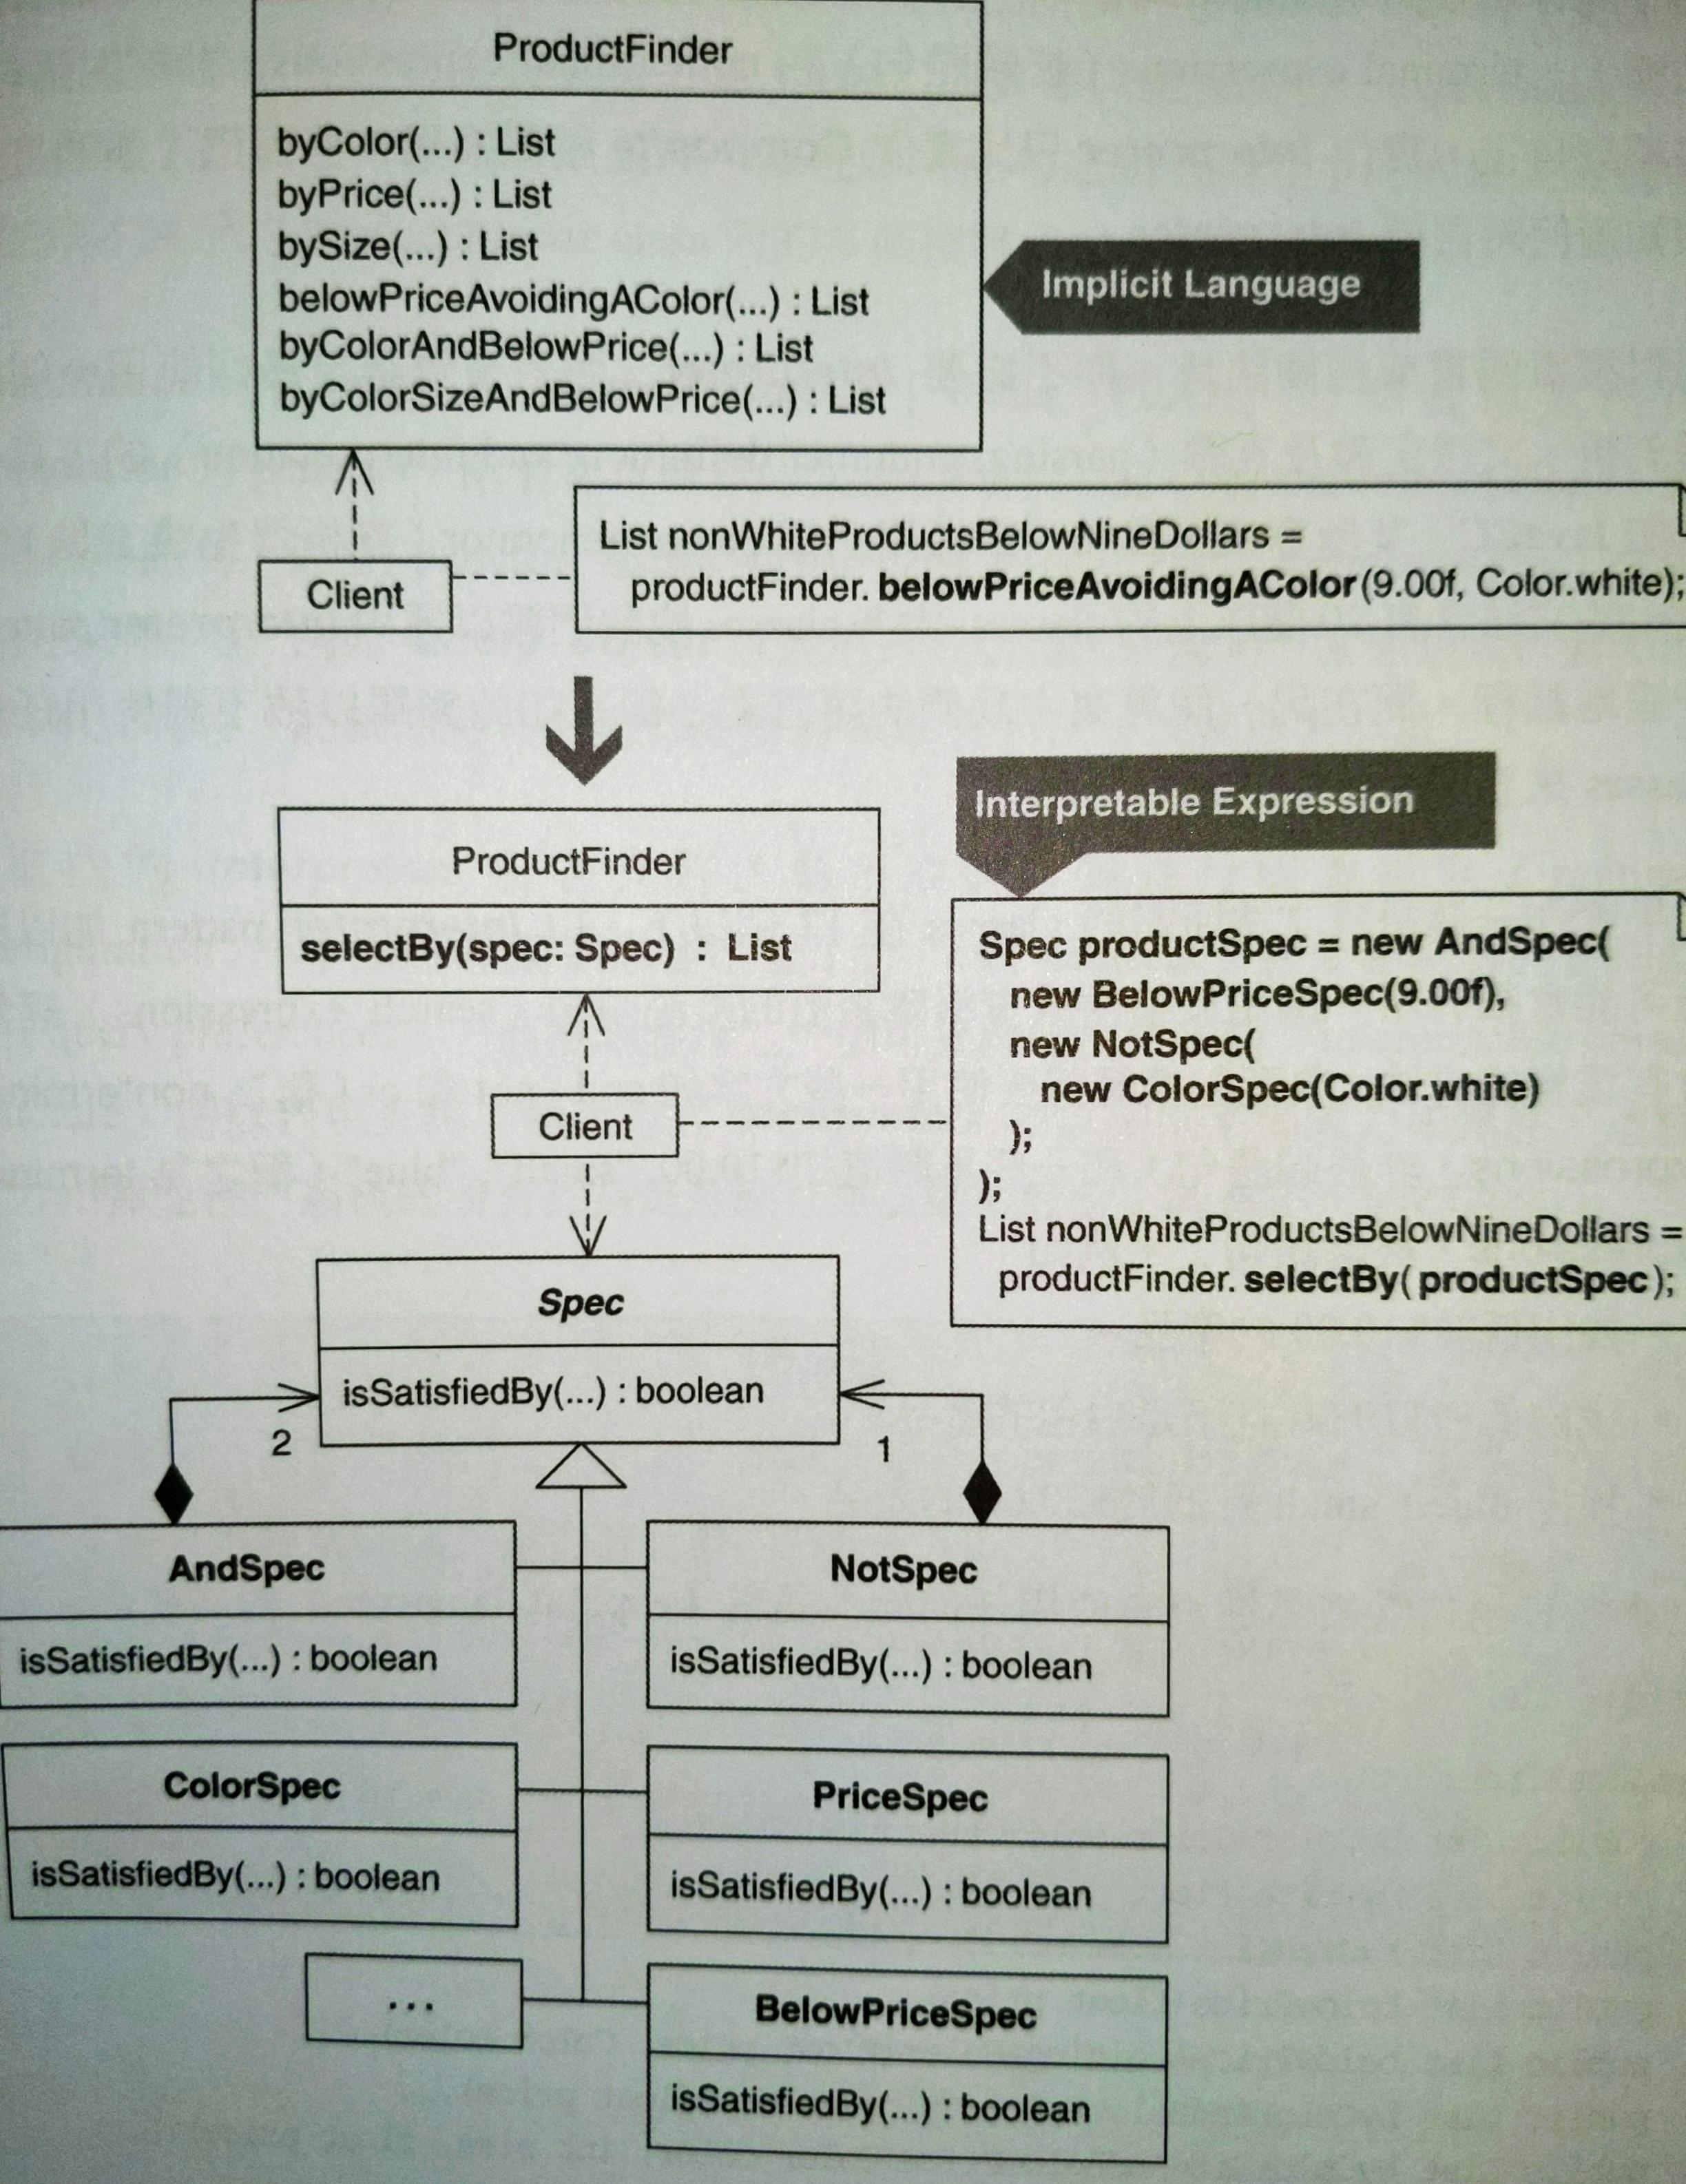 ProductFinder
byColor(...) : List
byPrice(...) : List
bySize(...) : List
belowPriceAvoidingAColor(...) : List
byColorAndBelowPrice(...) : List
byColorSizeAndBelowPrice(...) : List
Implicit Language
Client
List nonWhiteProductsBelowNineDollars =
productFinder. belowPriceAvoidingAColor(9.00f, Color.white);
ProductFinder
selectBy(spec: Spec) : List
Interpretable Expression
Client
Spec productSpec = new AndSpec(
new BelowPriceSpec(9.00f),
new NotSpec(
new ColorSpec(Color.white)
);
);
List nonWhiteProductsBelowNineDollars =
productFinder. selectBy( productSpec);
Spec
isSatisfiedBy(...) : boolean
2
1
AndSpec
isSatisfiedBy(...) : boolean
NotSpec
isSatisfiedBy(...) : boolean
ColorSpec
isSatisfiedBy(...) : boolean
PriceSpec
isSatisfiedBy(...) : boolean
...
BelowPriceSpec
isSatisfiedBy(...) : boolean